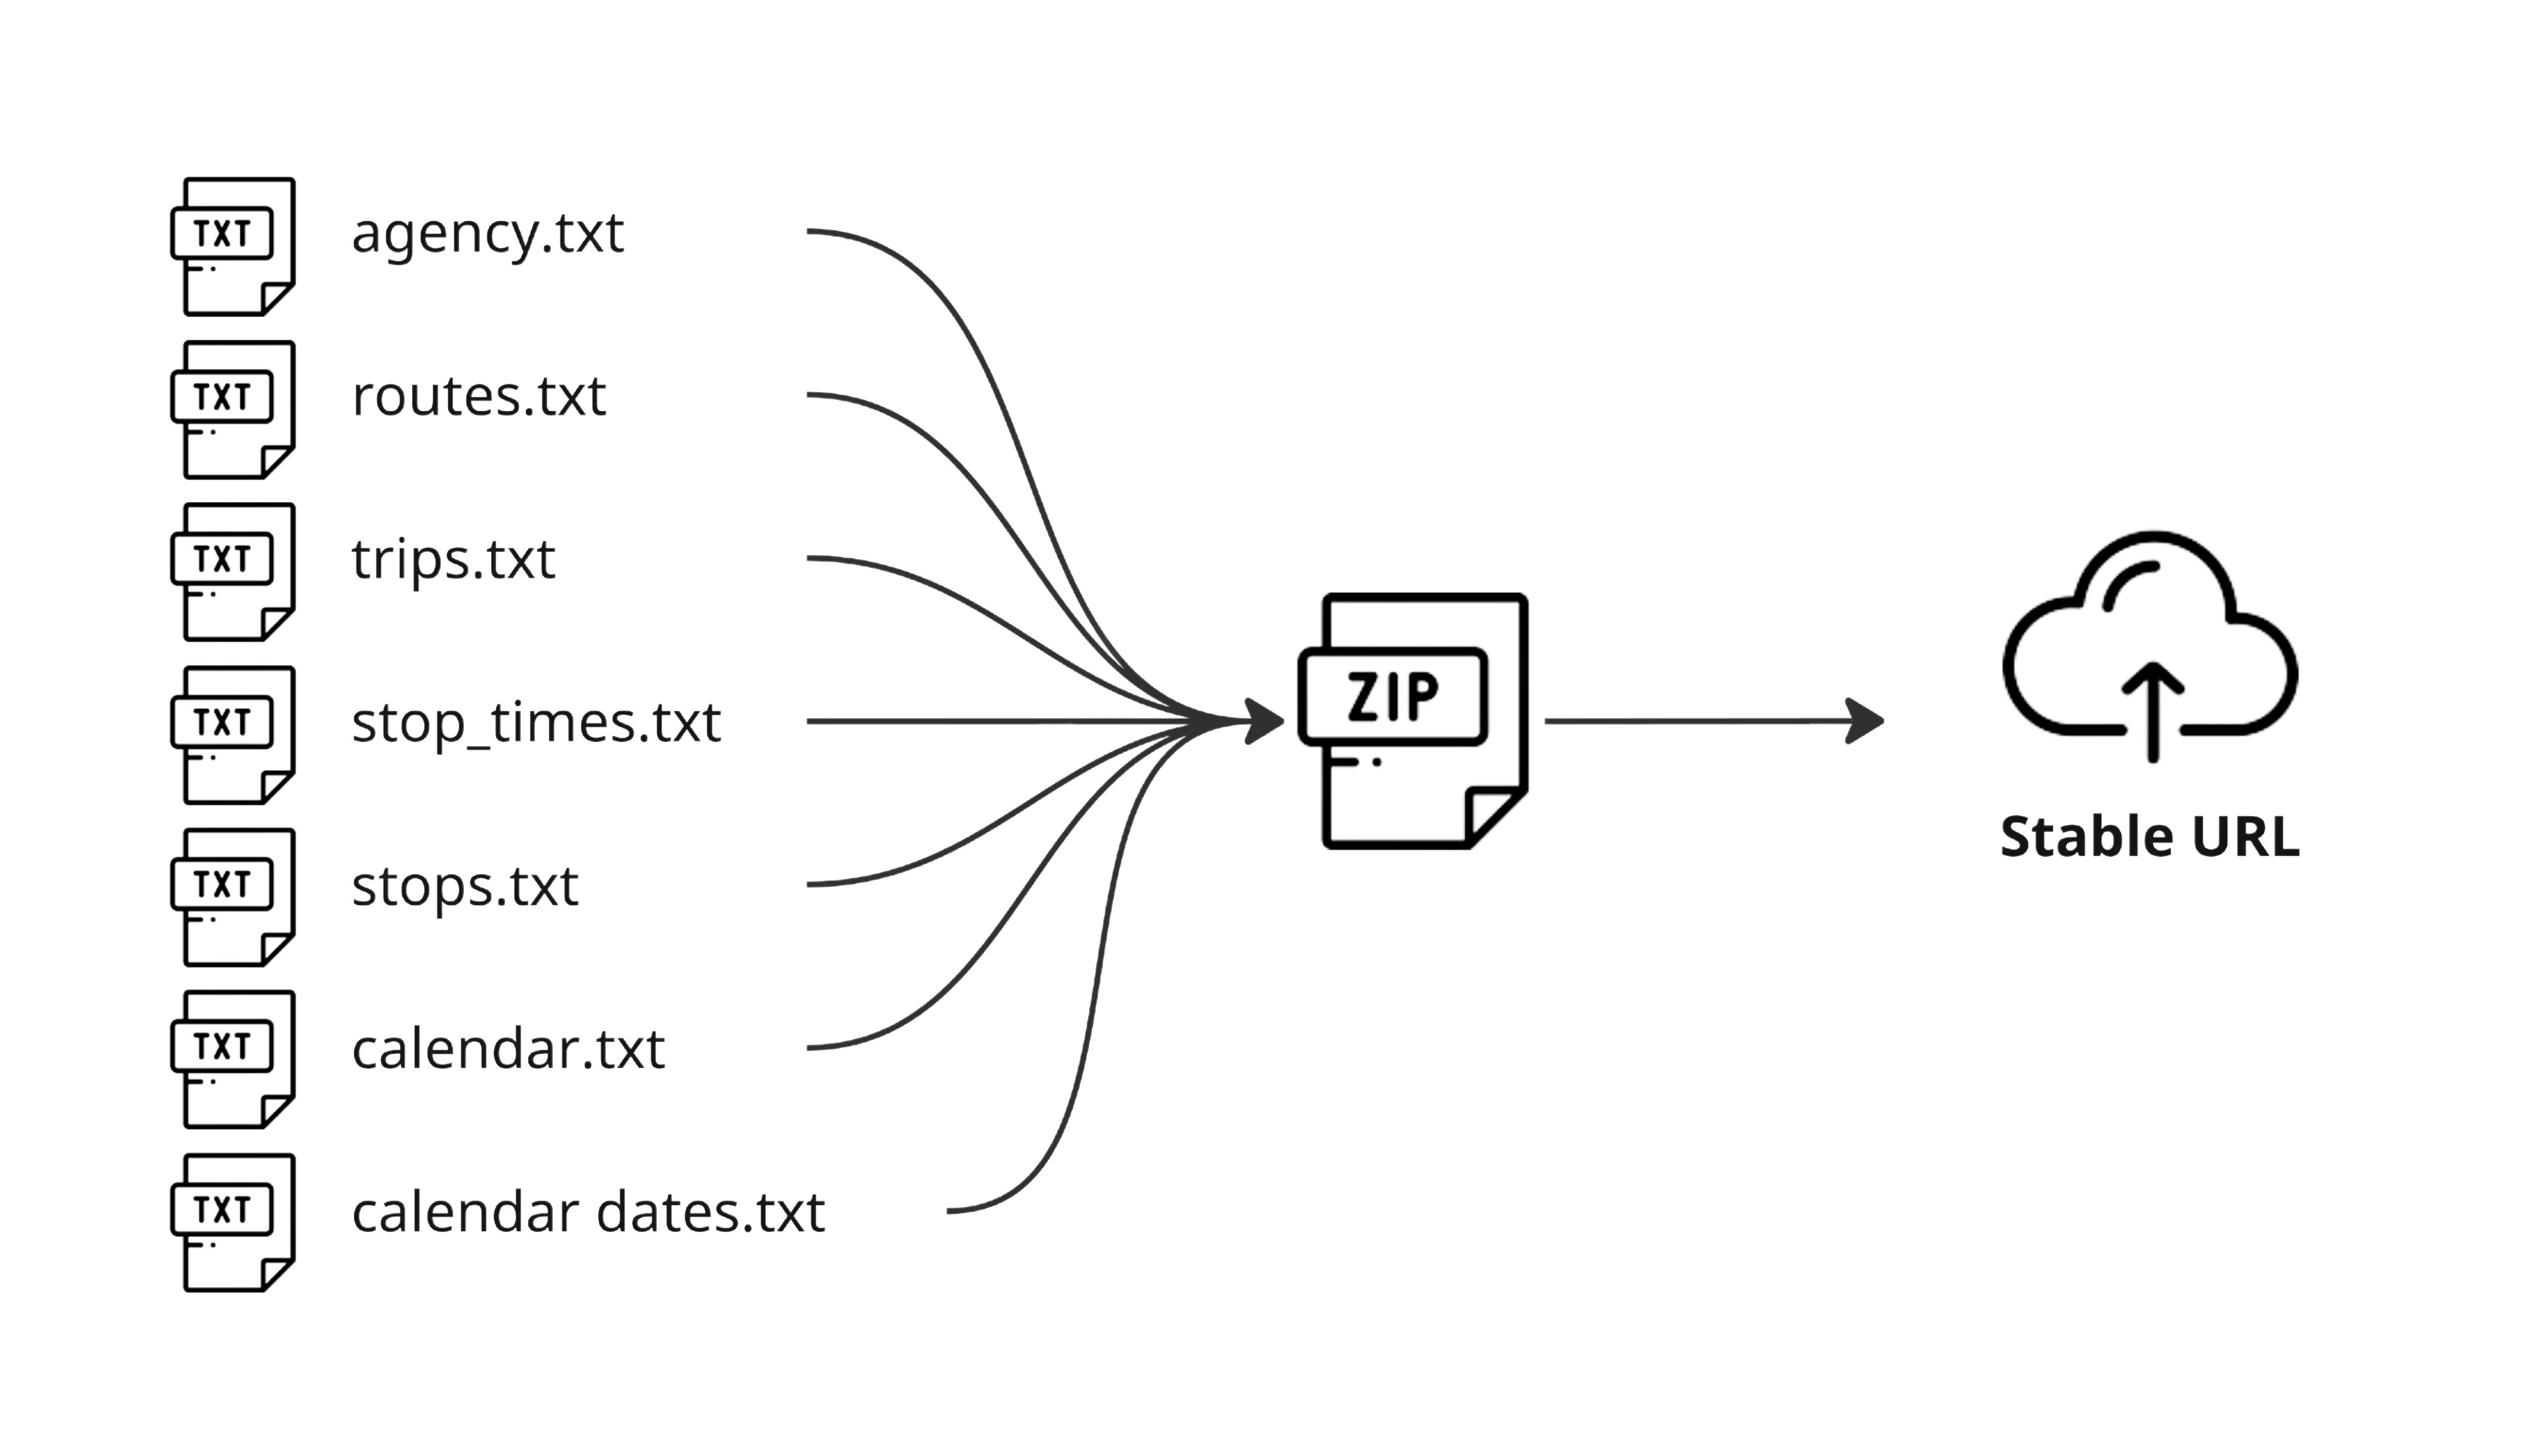 TXT agency.txt
TXT routes.txt
TXT trips.txt
TXT stop_times.txt
TXT stops.txt
TXT calendar.txt
TXT calendar dates.txt
ZIP
Stable URL